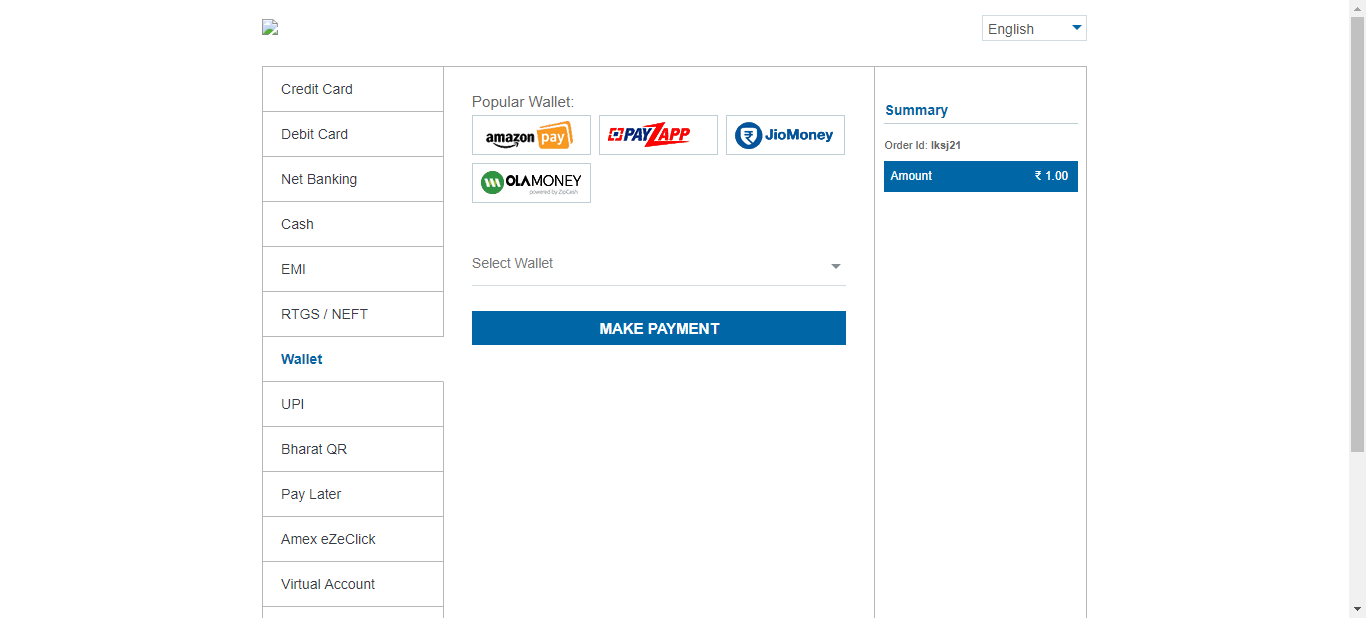 English
Credit Card
Debit Card
Net Banking
Cash
EMI
RTGS / NEFT
Wallet
UPI
Bharat QR
Pay Later
Amex eZeClick
Virtual Account
Popular Wallet:
amazon pay
PAYZAPP
JioMoney
OLAMONEY
powered by ZipCash
Select Wallet
MAKE PAYMENT
Summary
Order Id: lksj21
Amount ₹ 1.00